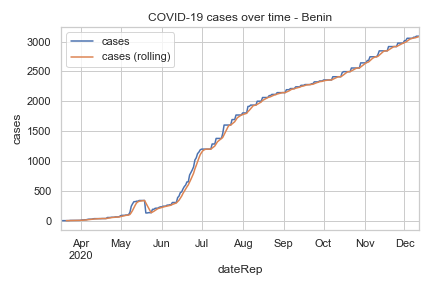 COVID-19 cases over time - Benin
cases
cases (rolling)
3000
2500
2000
1500
1000
500
0
cases
Apr May Jun Jul Aug Sep Oct Nov Dec
2020
dateRep